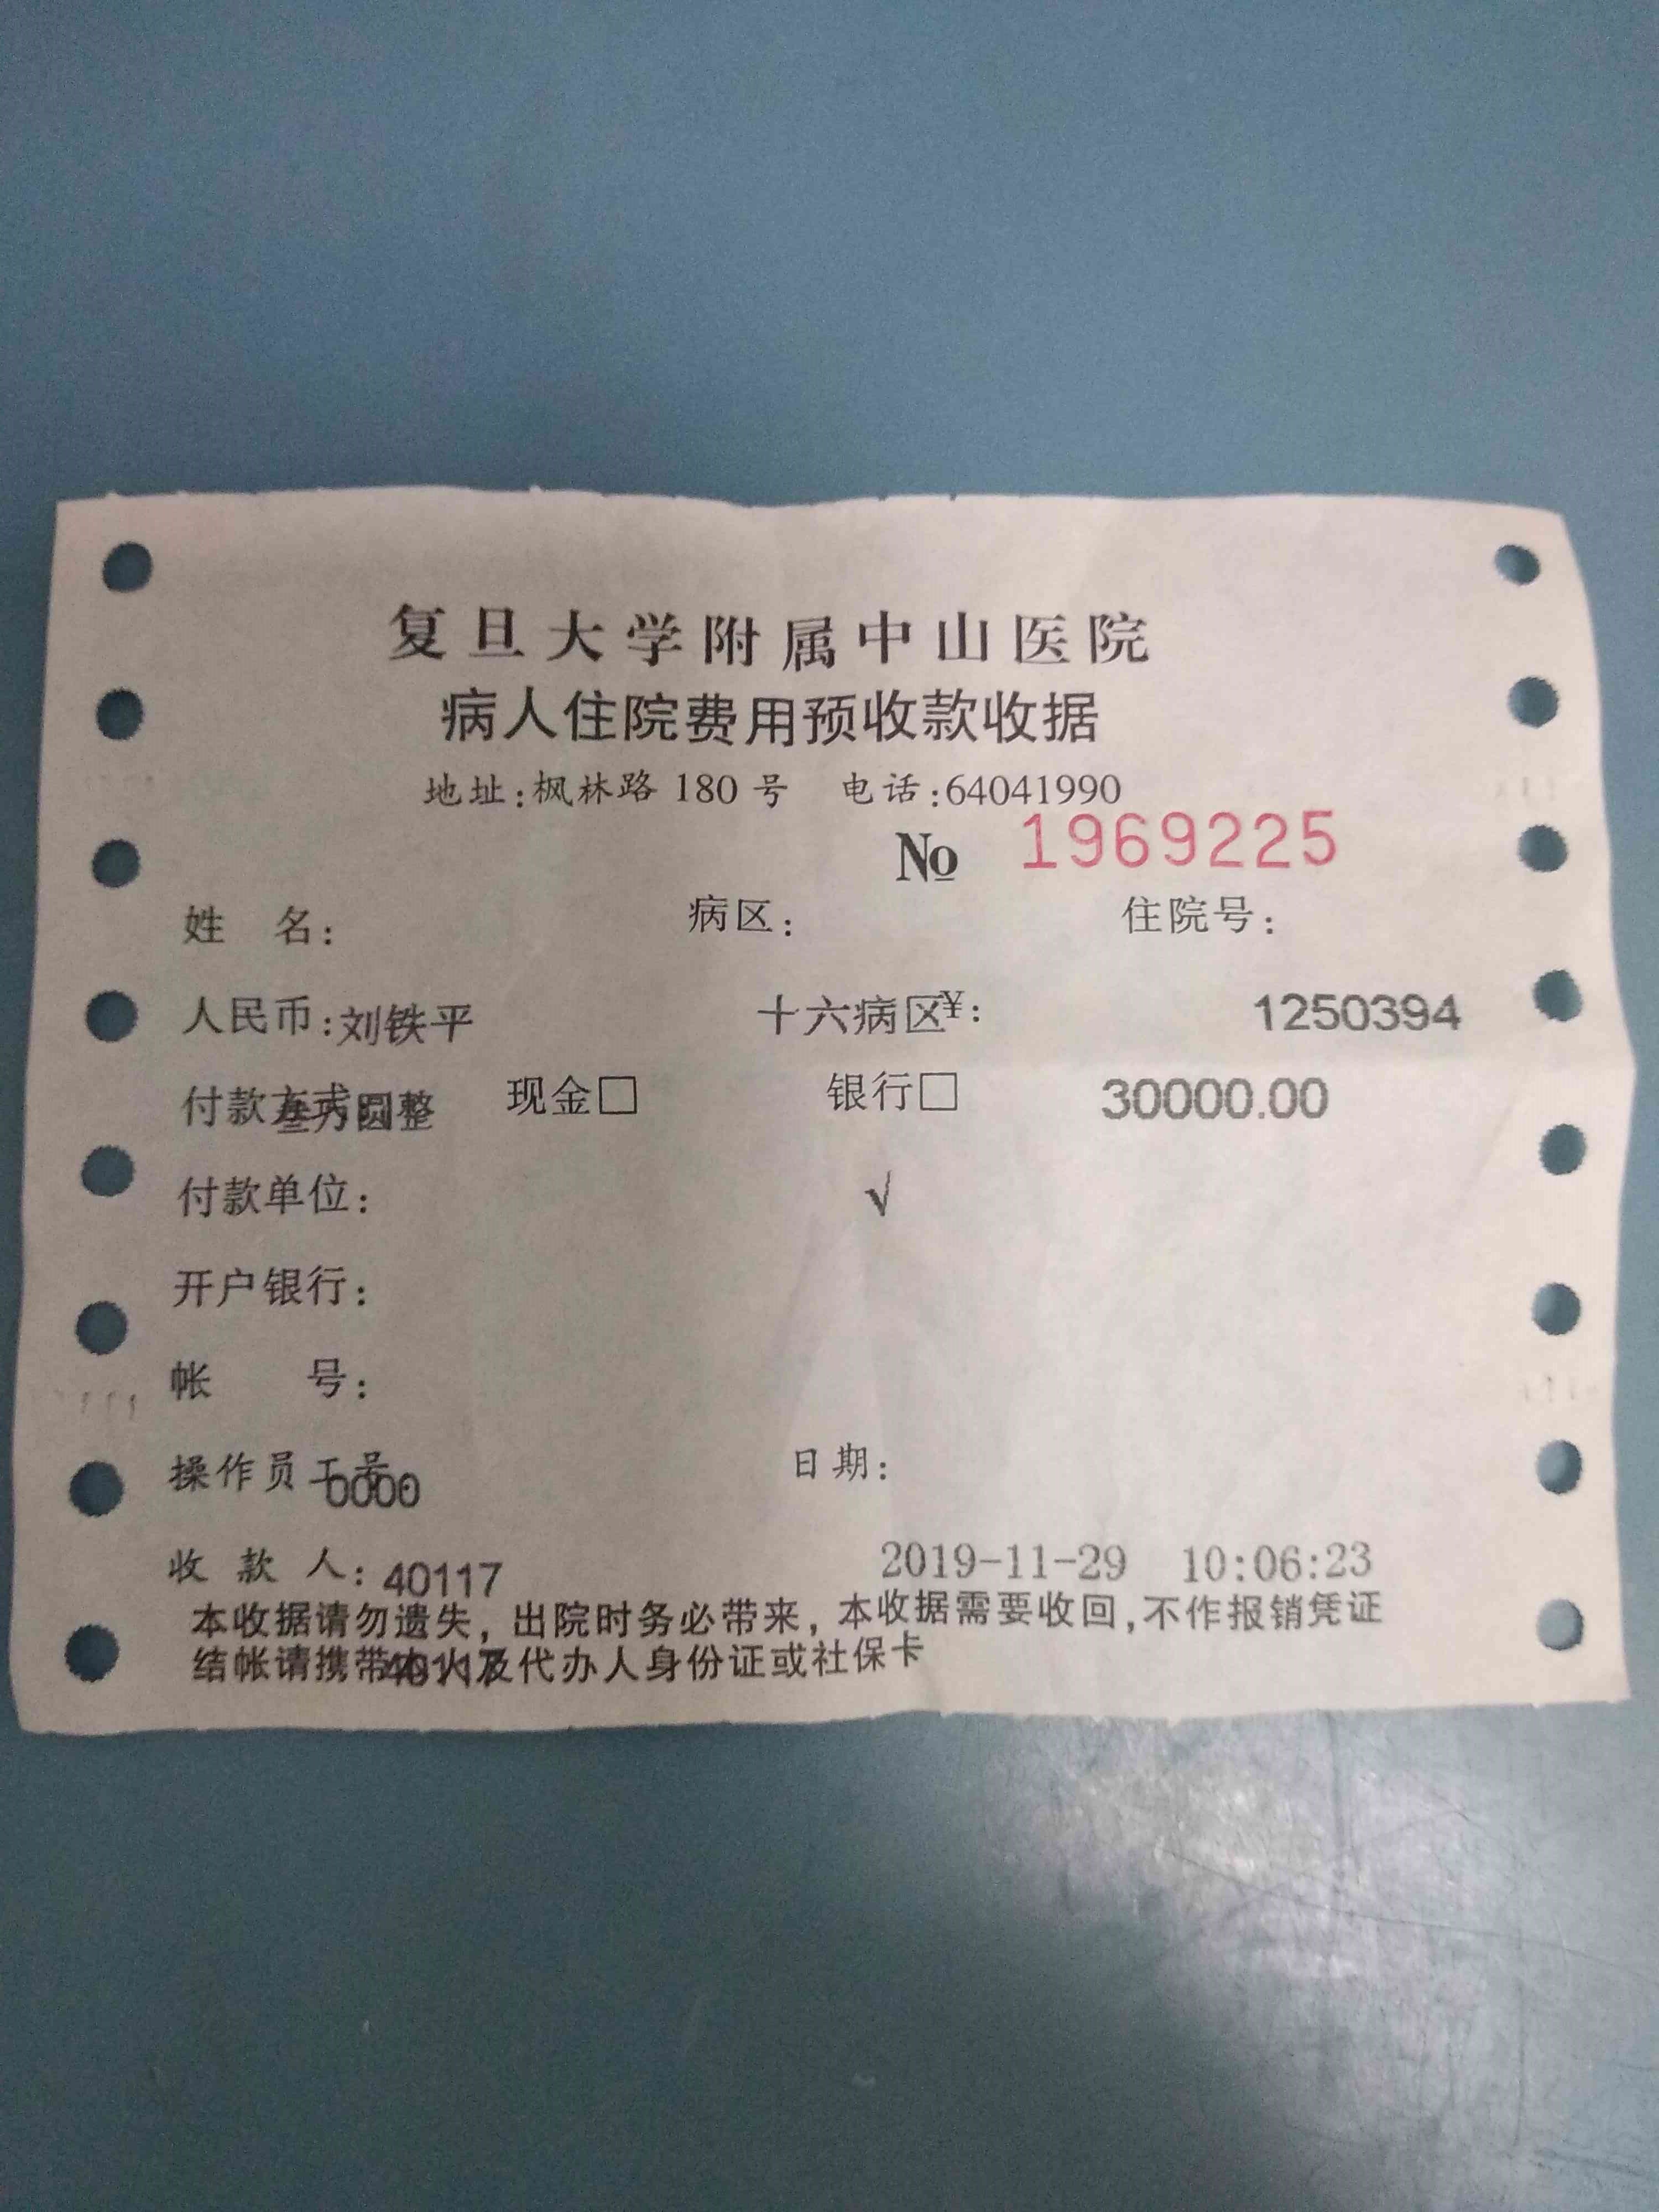 复旦大学附属中山医院
病人住院费用预收款收据
地址:枫林路 180 号 电话:64041990
№ 1969225
姓 名: 病区: 住院号:
人民币:刘铁平 十六病区¥: 1250394
付款方式 叁万圆整 现金□ 银行□ 30000.00
付款单位: √
开户银行:
帐 号:
操作员工号 0000 日期:
收 款 人: 40117 2019-11-29 10:06:23
本收据请勿遗失,出院时务必带来,本收据需要收回,不作报销凭证
结帐请携带本人及代办人身份证或社保卡
40117